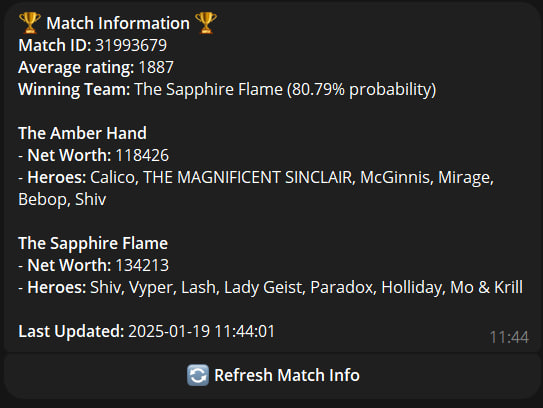 🏆 Match Information 🏆
Match ID: 31993679
Average rating: 1887
Winning Team: The Sapphire Flame (80.79% probability)
The Amber Hand
- Net Worth: 118426
- Heroes: Calico, THE MAGNIFICENT SINCLAIR, McGinnis, Mirage,
Bebop, Shiv
The Sapphire Flame
- Net Worth: 134213
- Heroes: Shiv, Vyper, Lash, Lady Geist, Paradox, Holliday, Mo & Krill
Last Updated: 2025-01-19 11:44:01
11:44
🔄 Refresh Match Info